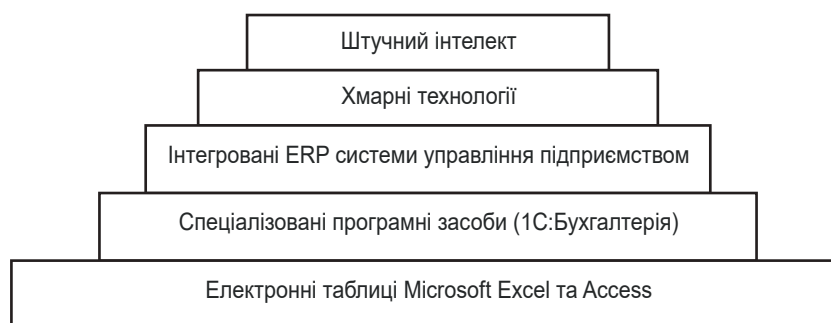 Штучний інтелект
Хмарні технології
Інтегровані ERP системи управління підприємством
Спеціалізовані програмні засоби (1С:Бухгалтерія)
Електронні таблиці Microsoft Excel та Access